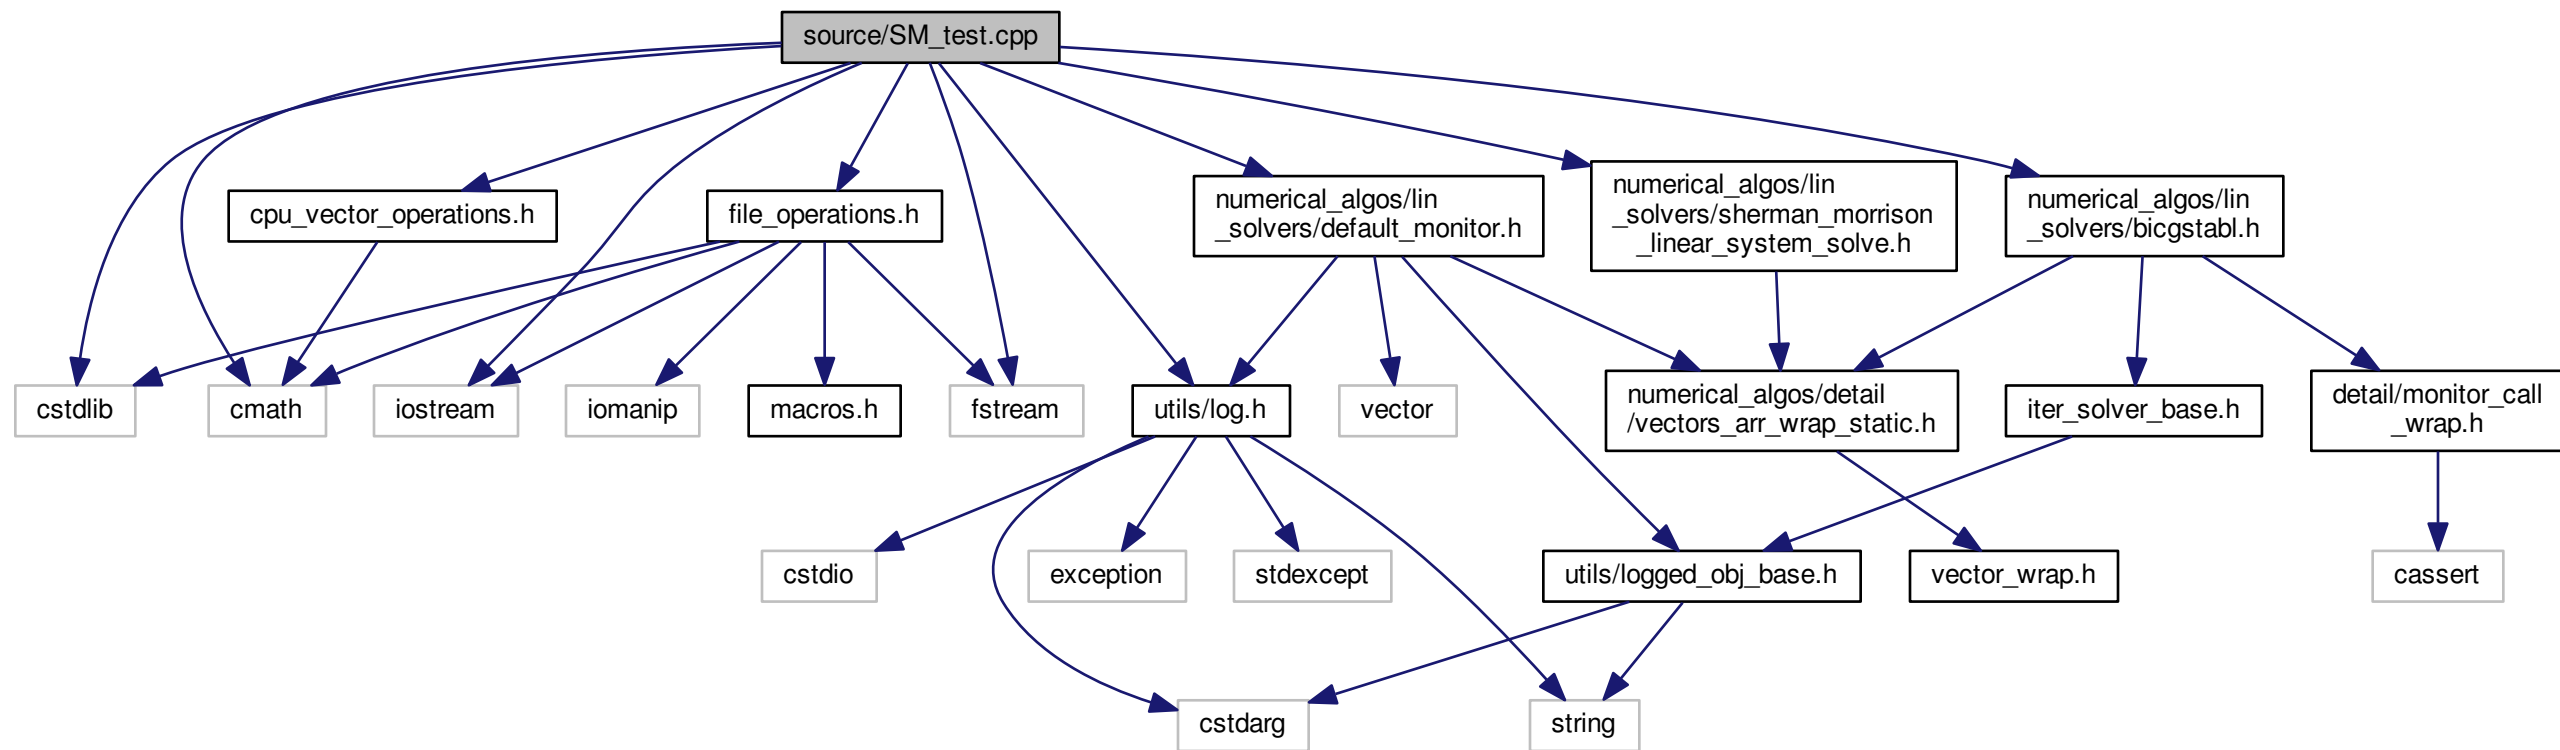 source/SM_test.cpp
cpu_vector_operations.h
file_operations.h
numerical_algos/lin
_solvers/default_monitor.h
numerical_algos/lin
_solvers/sherman_morrison
_linear_system_solve.h
numerical_algos/lin
_solvers/bicgstabl.h
cstdlib
cmath
iostream
iomanip
macros.h
fstream
utils/log.h
vector
numerical_algos/detail
/vectors_arr_wrap_static.h
iter_solver_base.h
detail/monitor_call
_wrap.h
cstdio
exception
stdexcept
utils/logged_obj_base.h
vector_wrap.h
cassert
cstdarg
string